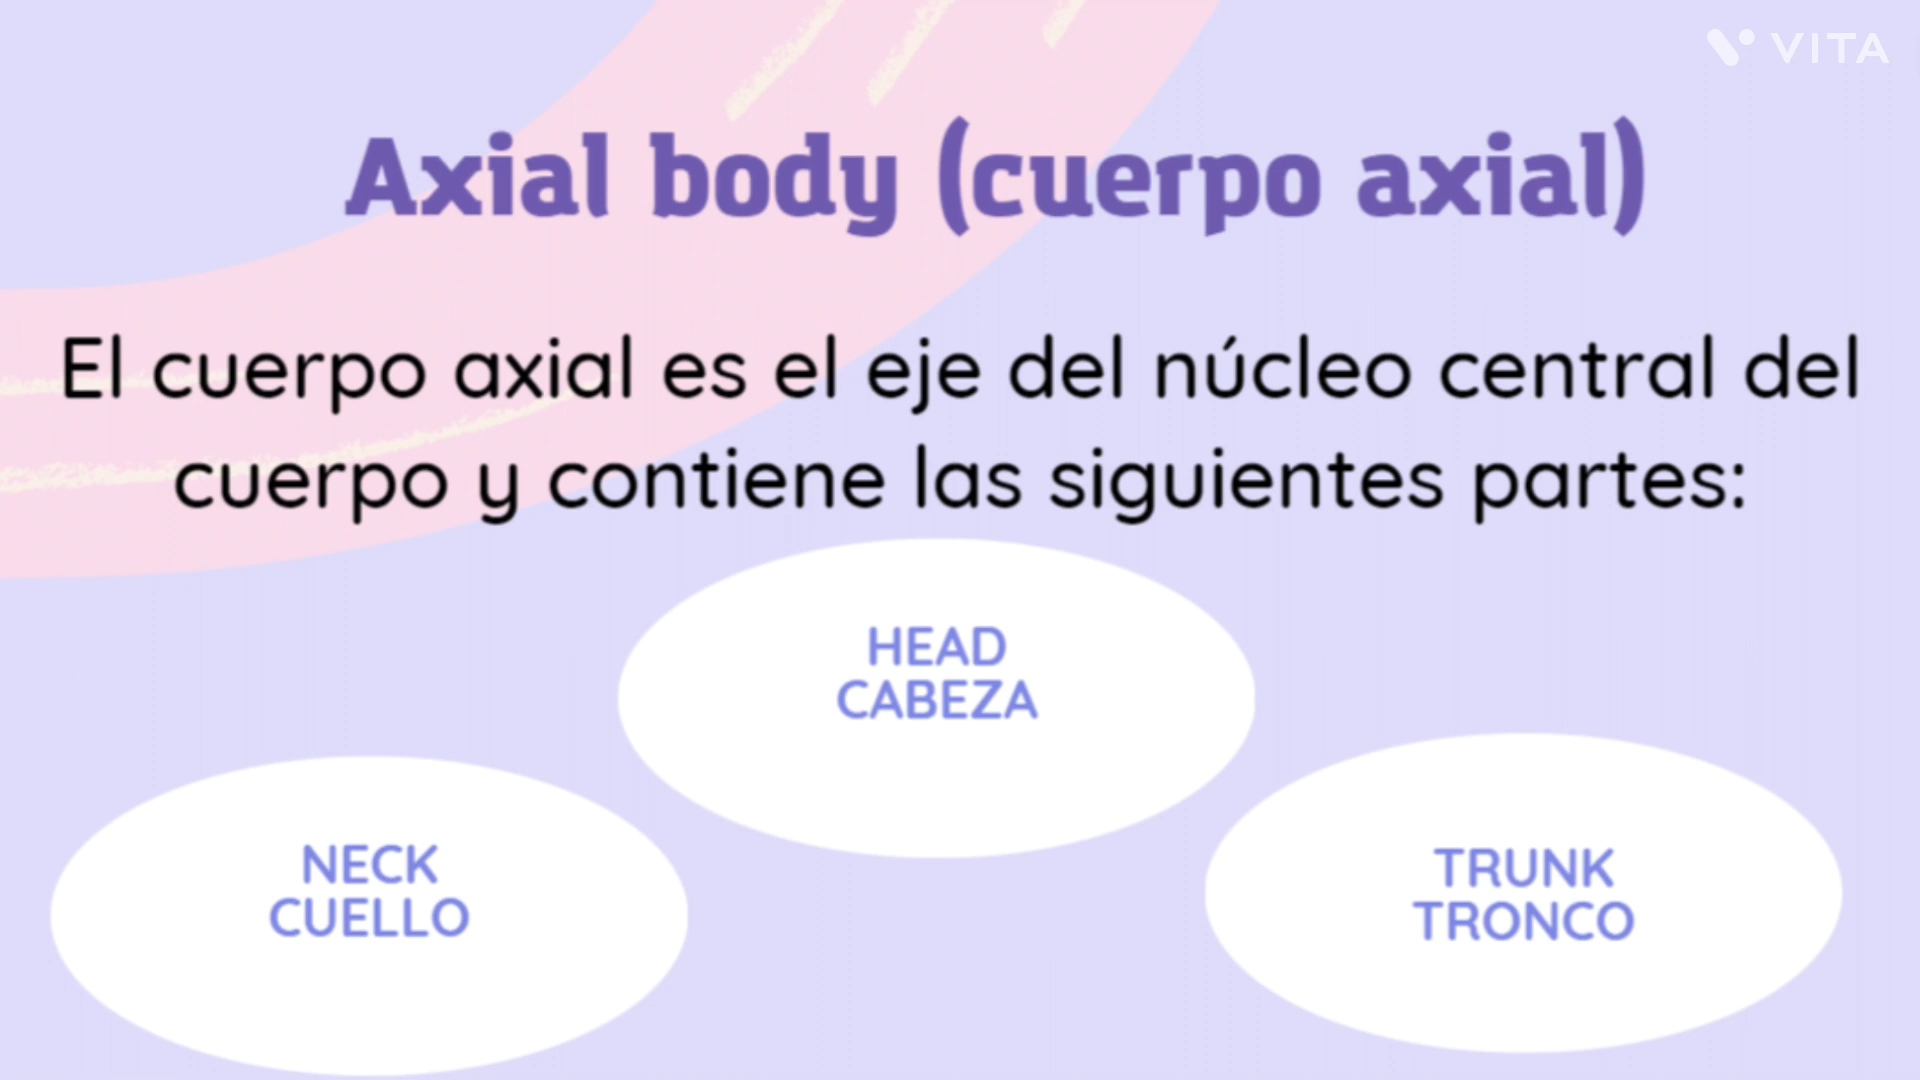 VITA
Axial body (cuerpo axial)
El cuerpo axial es el eje del núcleo central del
cuerpo y contiene las siguientes partes:
HEAD
CABEZA
NECK
CUELLO
TRUNK
TRONCO